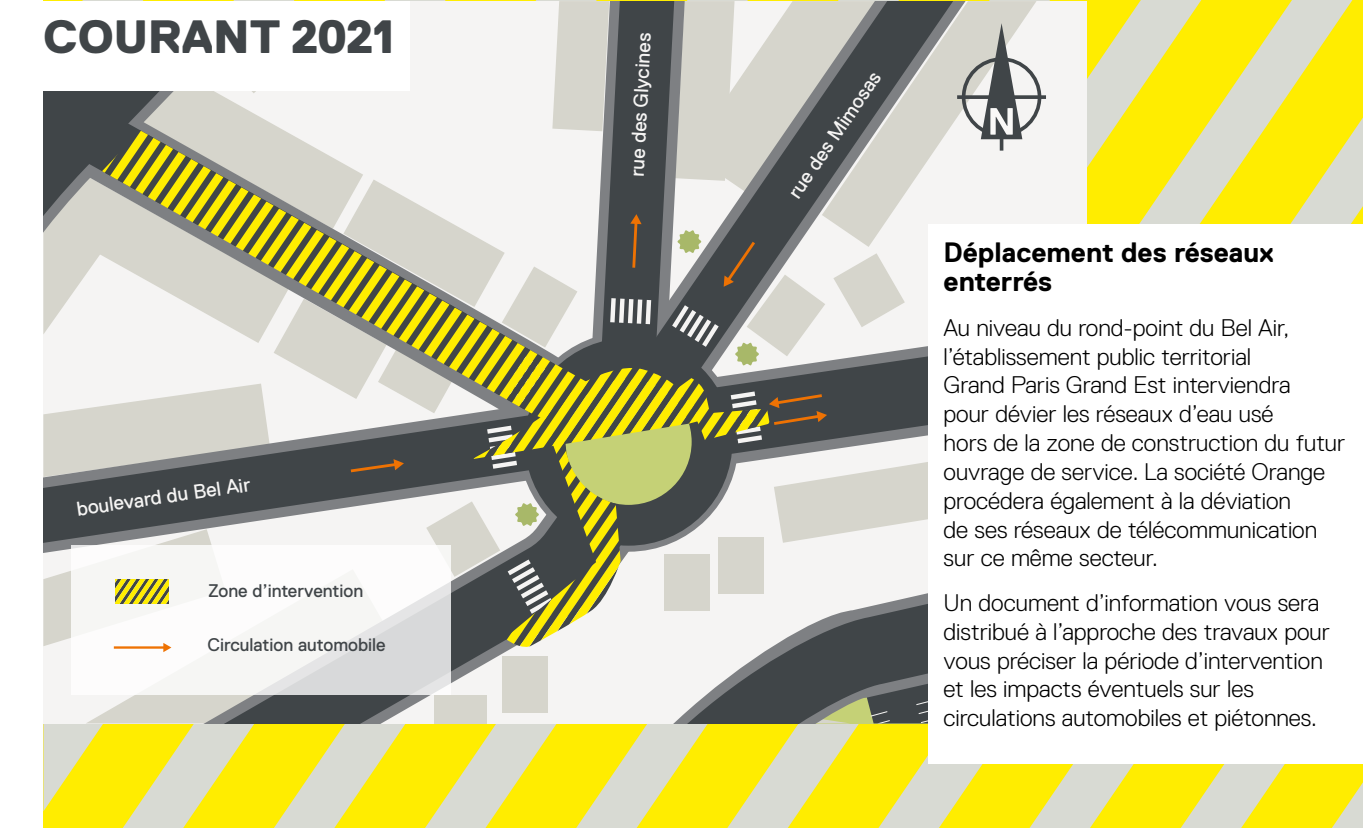 COURANT 2021
rue des Glycines
rue des Mimosas
N
boulevard du Bel Air
Zone d'intervention
Circulation automobile
Déplacement des réseaux
enterrés
Au niveau du rond-point du Bel Air,
l'établissement public territorial
Grand Paris Grand Est interviendra
pour dévier les réseaux d'eau usé
hors de la zone de construction du futur
ouvrage de service. La société Orange
procédera également à la déviation
de ses réseaux de télécommunication
sur ce même secteur.
Un document d'information vous sera
distribué à l'approche des travaux pour
vous préciser la période d'intervention
et les impacts éventuels sur les
circulations automobiles et piétonnes.